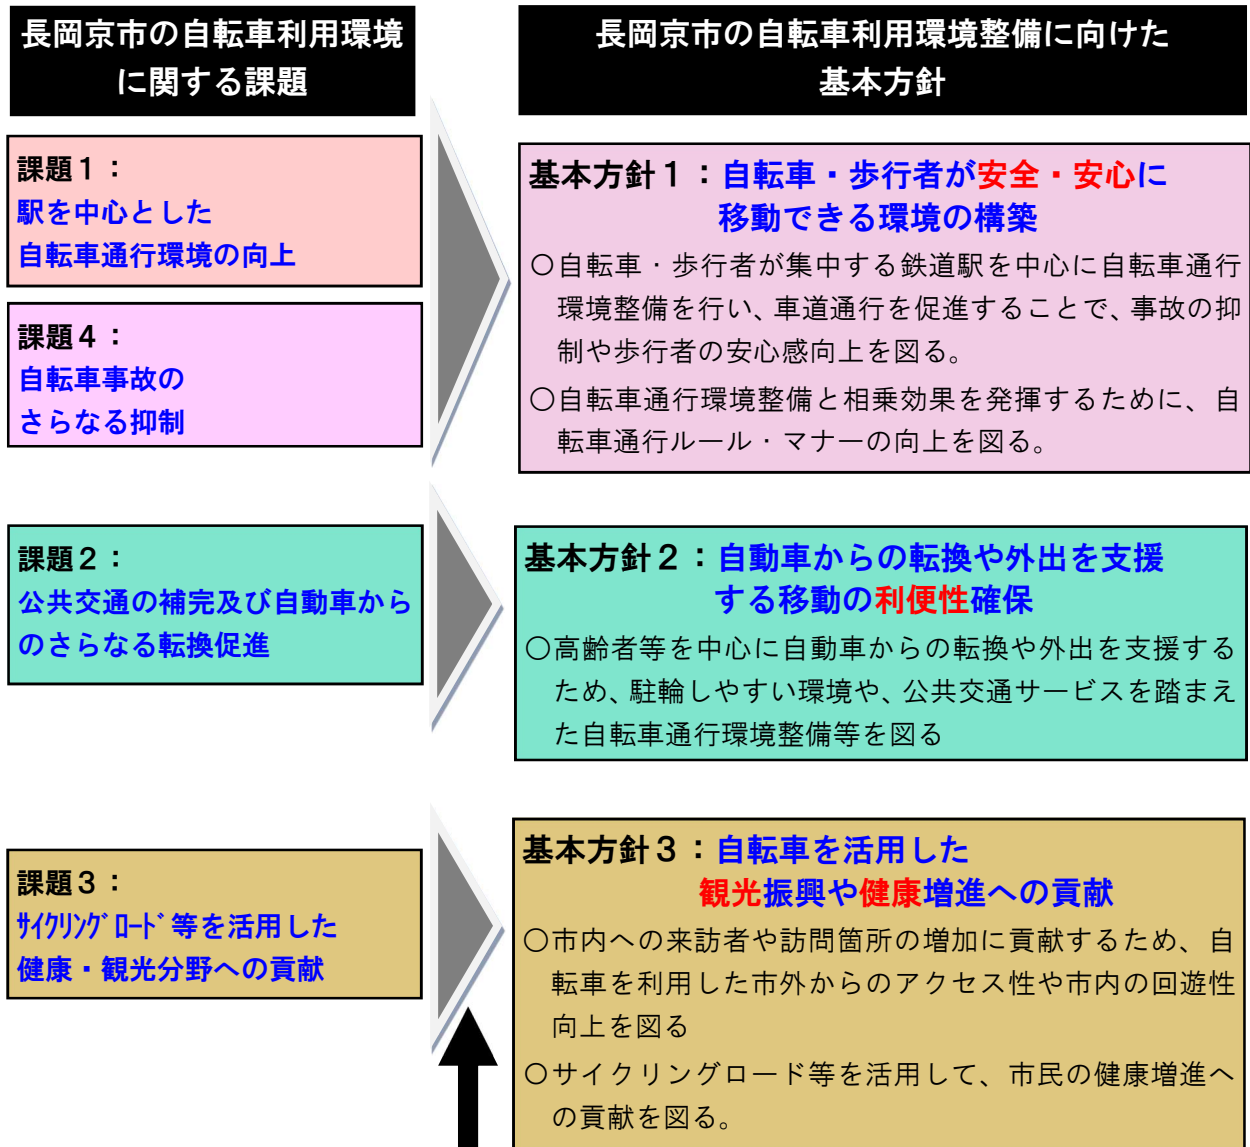 長岡京市の自転車利用環境
に関する課題
長岡京市の自転車利用環境整備に向けた
基本方針
課題１：
駅を中心とした
自転車通行環境の向上
課題４：
自転車事故の
さらなる抑制
基本方針１：自転車・歩行者が安全・安心に
移動できる環境の構築
○自転車・歩行者が集中する鉄道駅を中心に自転車通行
環境整備を行い、車道通行を促進することで、事故の抑
制や歩行者の安心感向上を図る。
○自転車通行環境整備と相乗効果を発揮するために、自
転車通行ルール・マナーの向上を図る。
課題２：
公共交通の補完及び自動車から
のさらなる転換促進
基本方針２：自動車からの転換や外出を支援
する移動の利便性確保
○高齢者等を中心に自動車からの転換や外出を支援する
ため、駐輪しやすい環境や、公共交通サービスを踏まえ
た自転車通行環境整備等を図る
課題３：
ｻｲｸﾘﾝｸﾞﾛｰﾄﾞ等を活用した
健康・観光分野への貢献
基本方針３：自転車を活用した
観光振興や健康増進への貢献
○市内への来訪者や訪問箇所の増加に貢献するため、自
転車を利用した市外からのアクセス性や市内の回遊性
向上を図る
○サイクリングロード等を活用して、市民の健康増進へ
の貢献を図る。